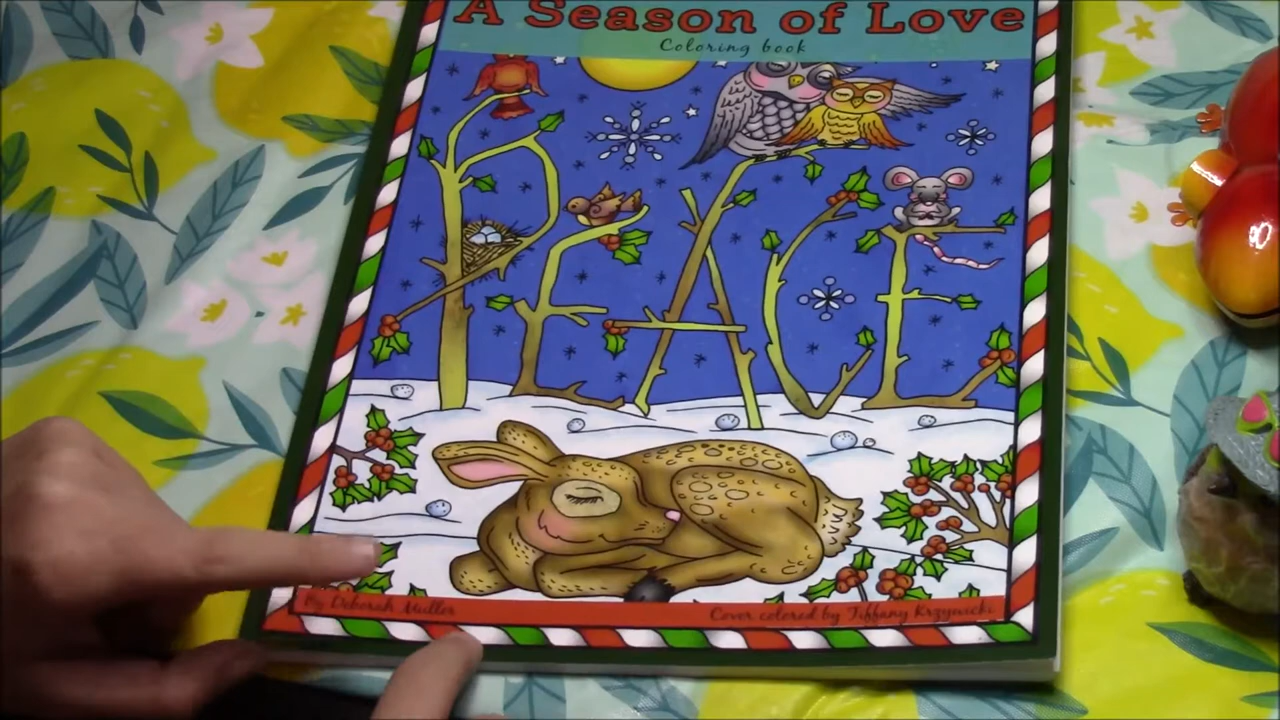 A Season of Love
Coloring book
PEACE
By Deborah Muller
Cover colored by Tiffany Krzywicki